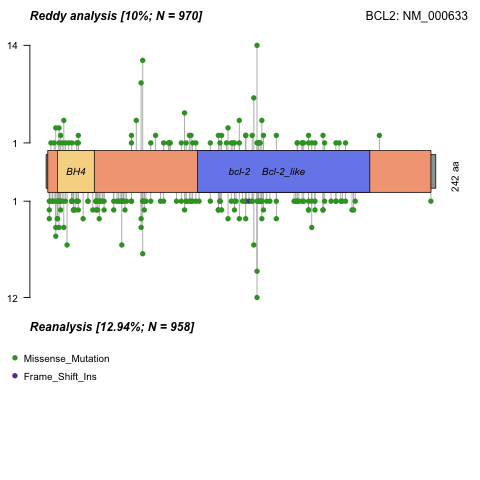 Reddy analysis [10%; N = 970]
BCL2: NM_000633
14
1
BH4
bcl-2
Bcl-2_like
242 aa
1
12
Reanalysis [12.94%; N = 958]
Missense_Mutation
Frame_Shift_Ins